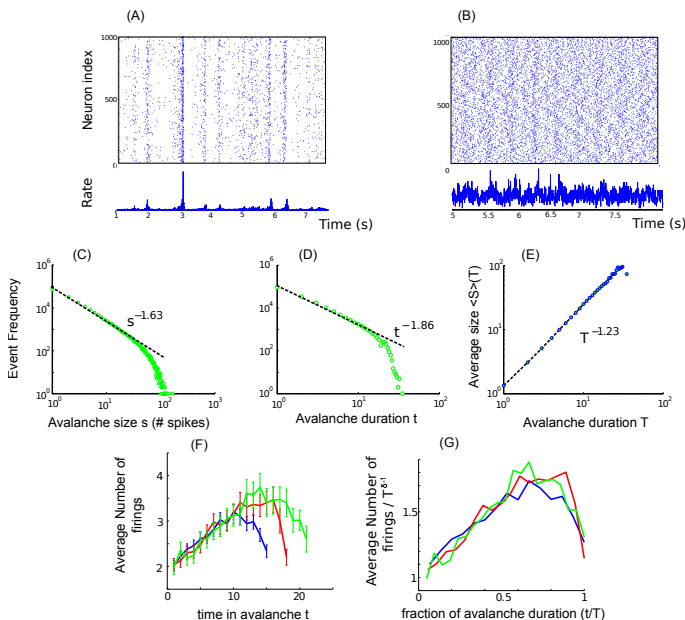 (A)
(B)
Neuron index
1000
500
0
1000
500
0
Rate
1 2 3 4 5 6 7
Time (s)
5 5.5 6 6.5 7 7.5
Time (s)
(C)
(D)
(E)
Event Frequency
10^6
10^4
10^2
10^0
s^-1.63
10^0 10^1 10^2 10^3
Avalanche size s (# spikes)
10^6
10^4
10^2
10^0
t^-1.86
10^0 10^1 10^2
Avalanche duration t
Average size <S>(T)
10^2
10^1
10^0
T^-1.23
10^0 10^1 10^2
Avalanche duration T
(F)
(G)
Average Number of
firings
4
3
2
0 10 20
time in avalanche t
Average Number of
firings / T^δ-1
1.5
1
0 0.5 1
fraction of avalanche duration (t/T)